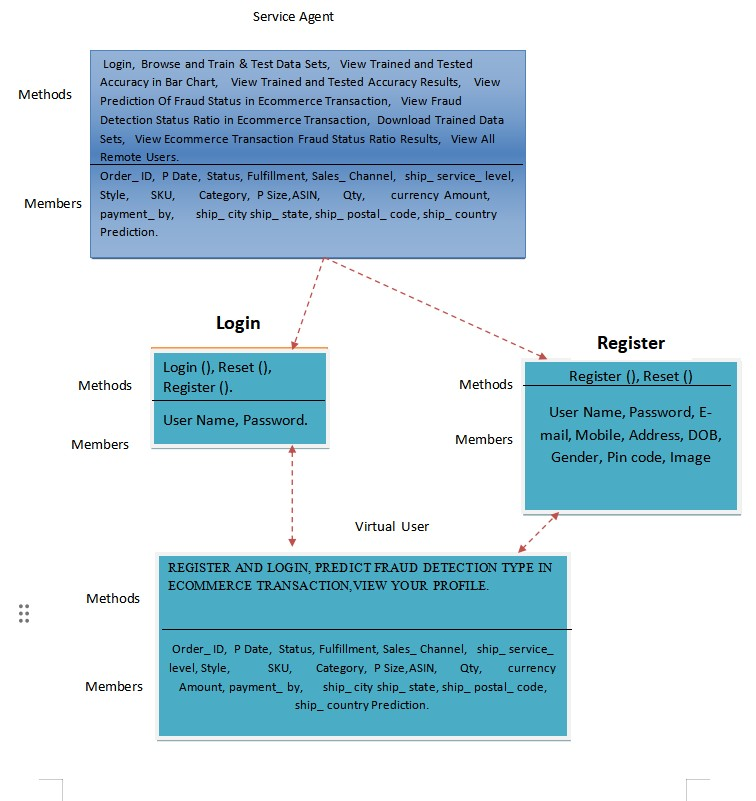 Service Agent
Methods
Login, Browse and Train & Test Data Sets, View Trained and Tested
Accuracy in Bar Chart, View Trained and Tested Accuracy Results, View
Prediction Of Fraud Status in Ecommerce Transaction, View Fraud
Detection Status Ratio in Ecommerce Transaction, Download Trained Data
Sets, View Ecommerce Transaction Fraud Status Ratio Results, View All
Remote Users.
Members
Order_ ID, P Date, Status, Fulfillment, Sales_ Channel, ship_ service_ level,
Style, SKU, Category, P Size,ASIN, Qty, currency Amount,
payment_ by, ship_ city ship_ state, ship_ postal_ code, ship_ country
Prediction.
Login
Methods
Login (), Reset (),
Register ().
Members
User Name, Password.
Register
Methods
Register (), Reset ()
Members
User Name, Password, E-
mail, Mobile, Address, DOB,
Gender, Pin code, Image
Virtual User
Methods
REGISTER AND LOGIN, PREDICT FRAUD DETECTION TYPE IN
ECOMMERCE TRANSACTION,VIEW YOUR PROFILE.
Members
Order_ ID, P Date, Status, Fulfillment, Sales_ Channel, ship_ service_
level, Style, SKU, Category, P Size,ASIN, Qty, currency
Amount, payment_ by, ship_ city ship_ state, ship_ postal_ code,
ship_ country Prediction.